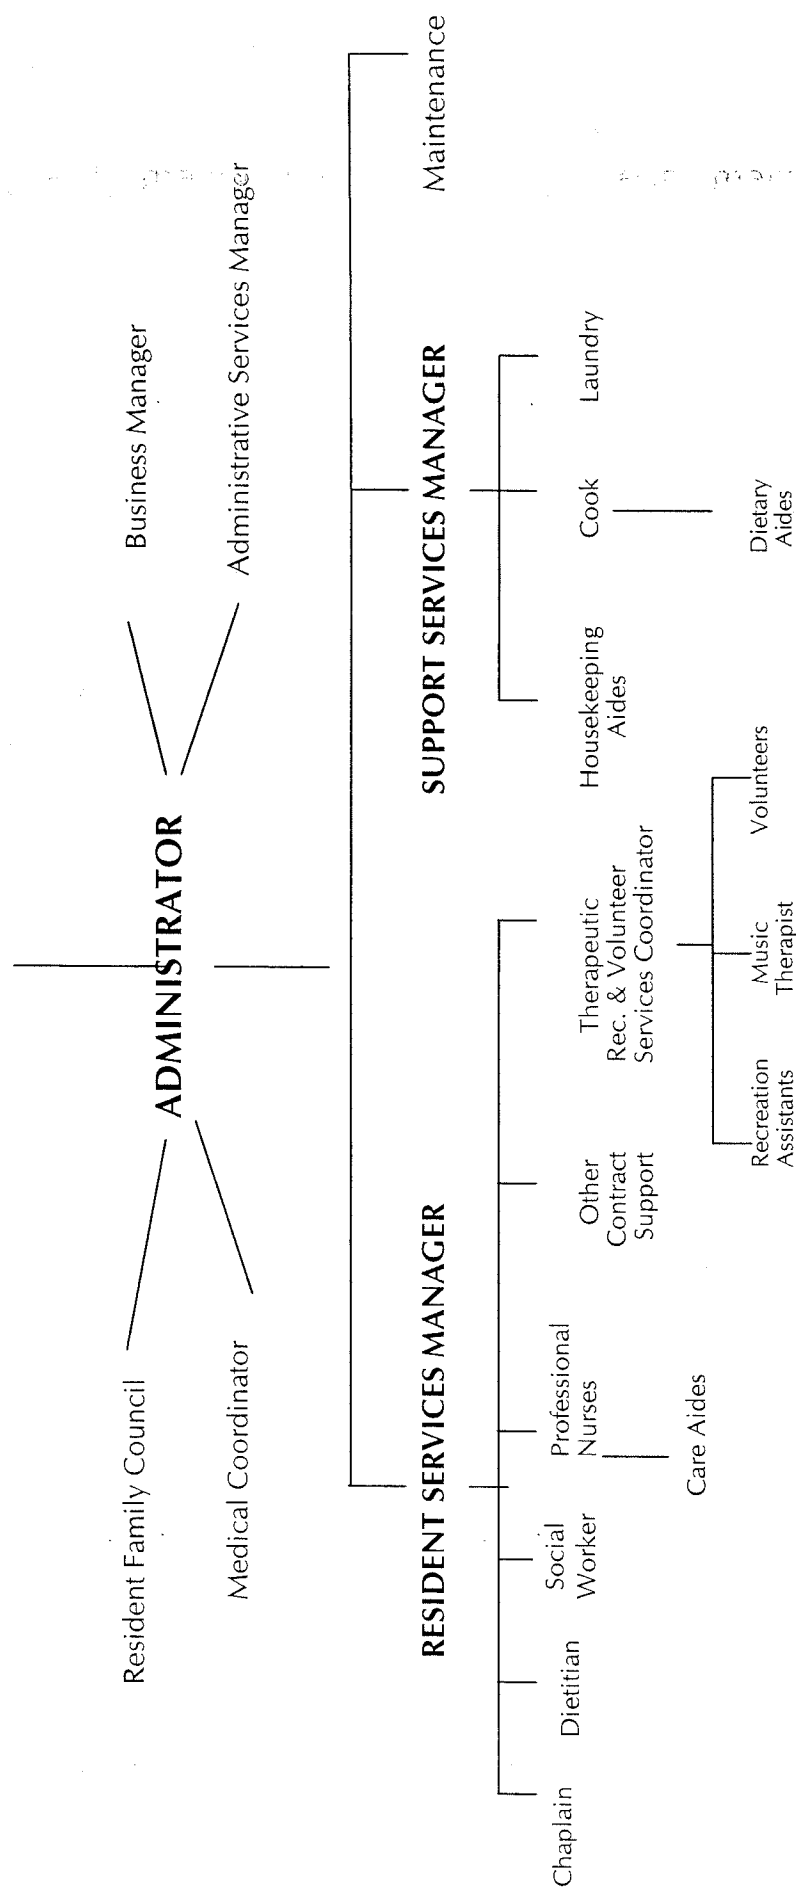 Resident Family Council
Business Manager
ADMINISTRATOR
Medical Coordinator
Administrative Services Manager
RESIDENT SERVICES MANAGER
SUPPORT SERVICES MANAGER
Maintenance
Chaplain
Dietitian
Social
Worker
Professional
Nurses
Other
Contract
Support
Therapeutic
Rec. & Volunteer
Services Coordinator
Housekeeping
Aides
Cook
Laundry
Care Aides
Recreation
Assistants
Music
Therapist
Volunteers
Dietary
Aides